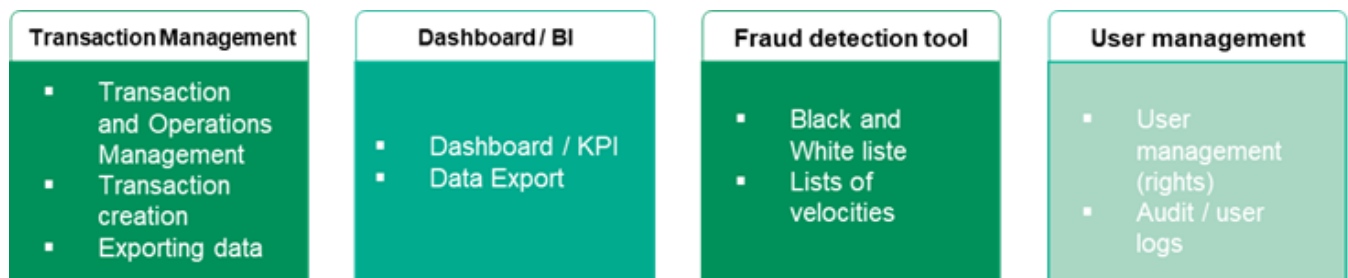 Transaction Management
▪ Transaction
and Operations
Management
▪ Transaction
creation
▪ Exporting data
Dashboard / BI
▪ Dashboard / KPI
▪ Data Export
Fraud detection tool
▪ Black and
White liste
▪ Lists of
velocities
User management
▪ User
management
(rights)
▪ Audit / user
logs